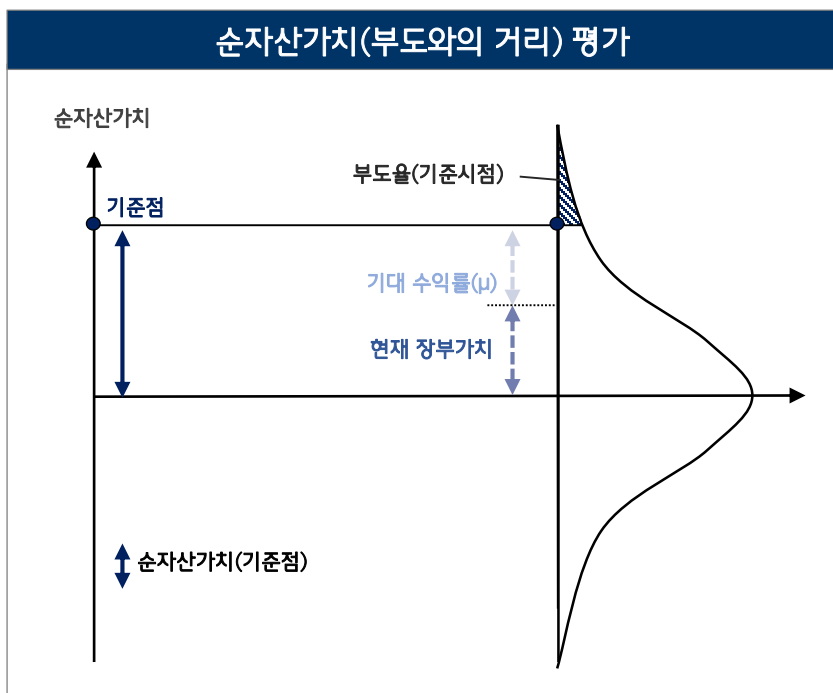 순자산가치(부도와의 거리) 평가
순자산가치
부도율(기준시점)
기준점
기대 수익률(μ)
현재 장부가치
순자산가치(기준점)